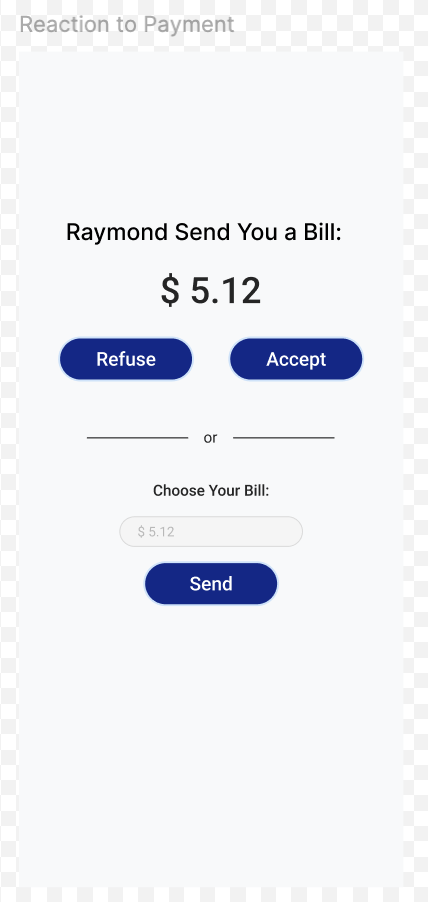 Reaction to Payment
Raymond Send You a Bill:
$ 5.12
Refuse
Accept
or
Choose Your Bill:
$ 5.12
Send